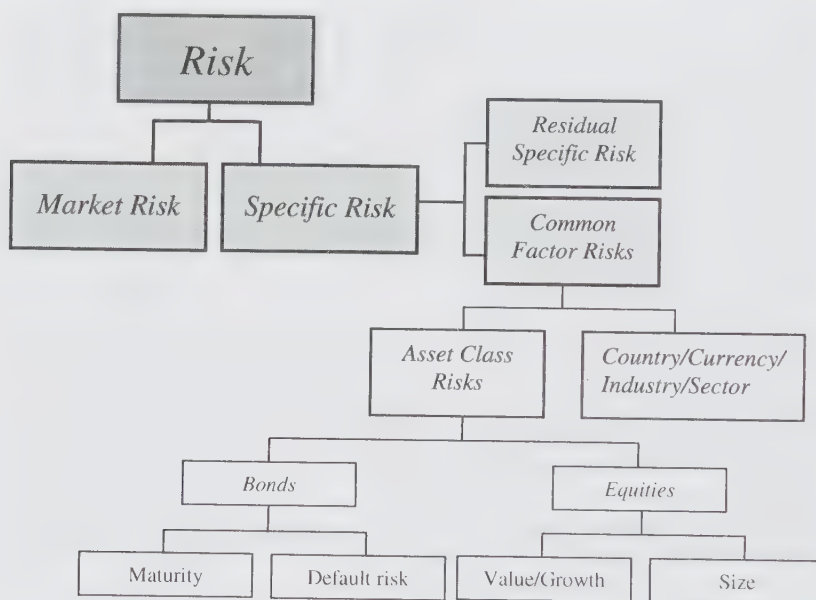 Risk
Market Risk
Specific Risk
Residual
Specific Risk
Common
Factor Risks
Asset Class
Risks
Country/Currency/
Industry/Sector
Bonds
Equities
Maturity
Default risk
Value/Growth
Size